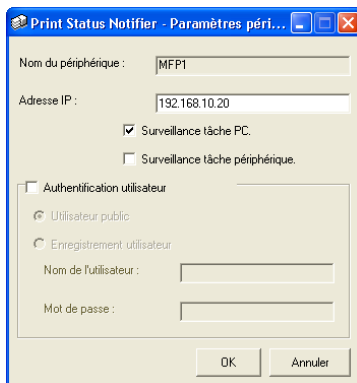 Print Status Notifier - Paramètres péri...
Nom du périphérique :
MFP1
Adresse IP :
192.168.10.20
Surveillance tâche PC.
Surveillance tâche périphérique.
Authentification utilisateur
Utilisateur public
Enregistrement utilisateur
Nom de l'utilisateur :
Mot de passe :
OK
Annuler